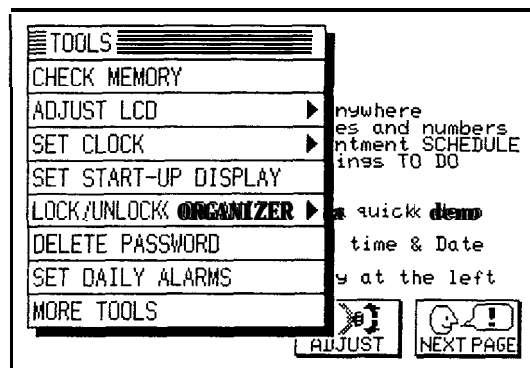 TOOLS
CHECK MEMORY
ADJUST LCD
SET CLOCK
SET START-UP DISPLAY
LOCK/UNLOCK ORGANIZER
DELETE PASSWORD
SET DAILY ALARMS
MORE TOOLS
nywhere
es and numbers
ntment SCHEDULE
ings TO DO
a quick demo
time & Date
y at the left
ADJUST
NEXT PAGE